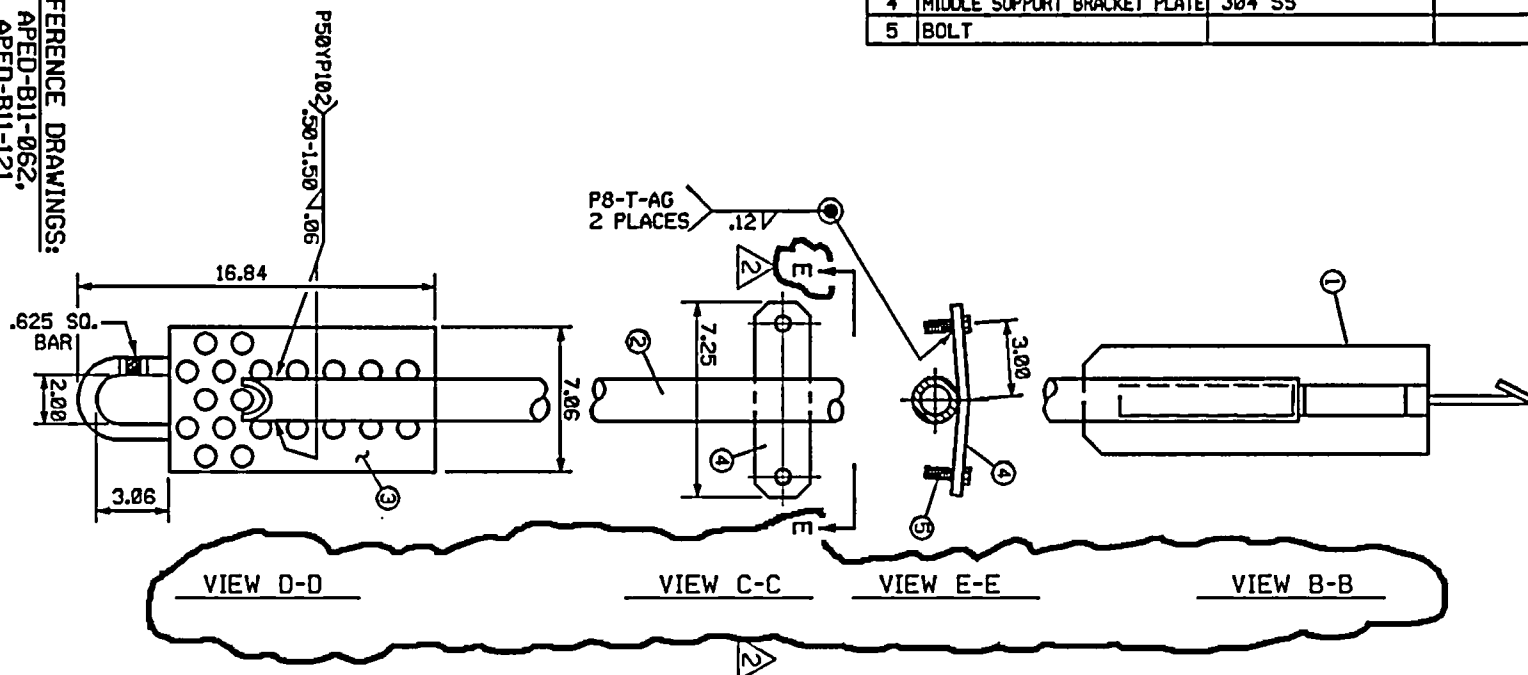 4 MIDDLE SUPPORT BRACKET PLATE 304 SS
5 BOLT
FERENCE DRAWINGS:
APED-B11-062,
APED-B11-121
P50YP102
.50-1.50 .06
P8-T-AG
2 PLACES
.12
2
E
1
16.84
.625 SQ.
BAR
2.00
3.06
7.06
3
2
7.25
4
3.00
4
5
E
VIEW D-D
VIEW C-C
VIEW E-E
VIEW B-B
2